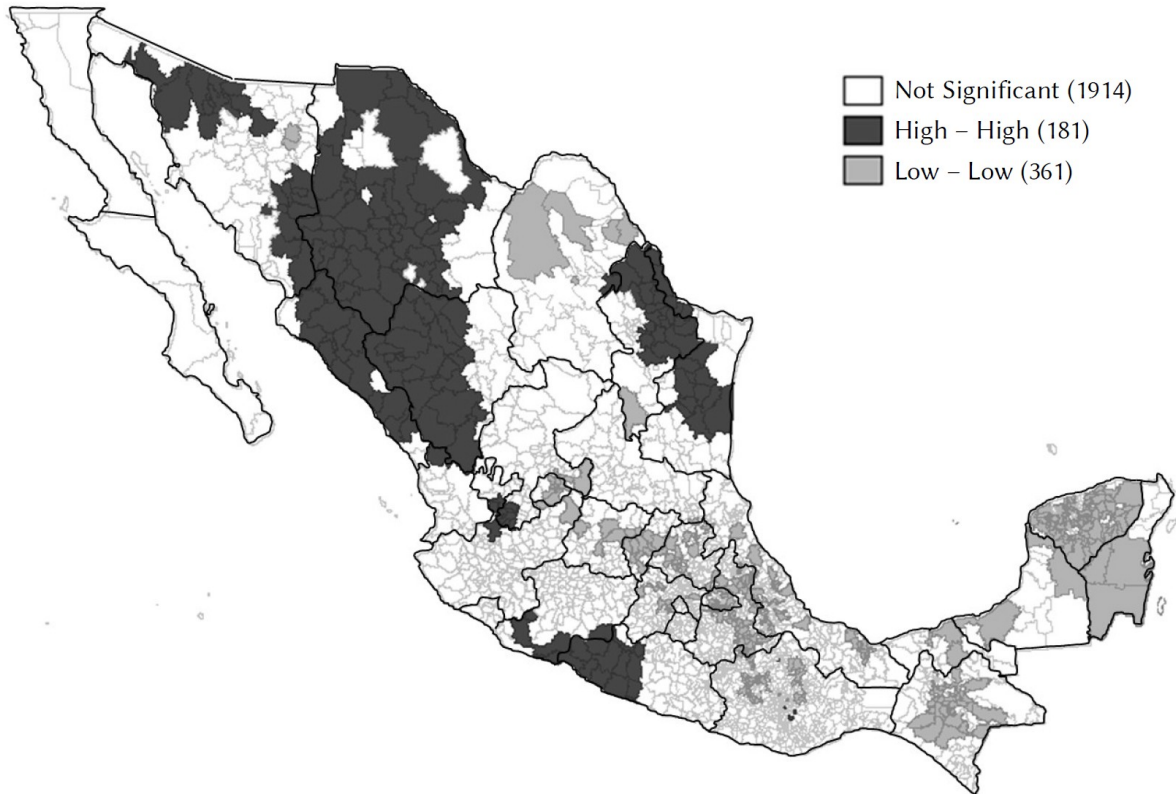 Not Significant (1914)
High – High (181)
Low – Low (361)